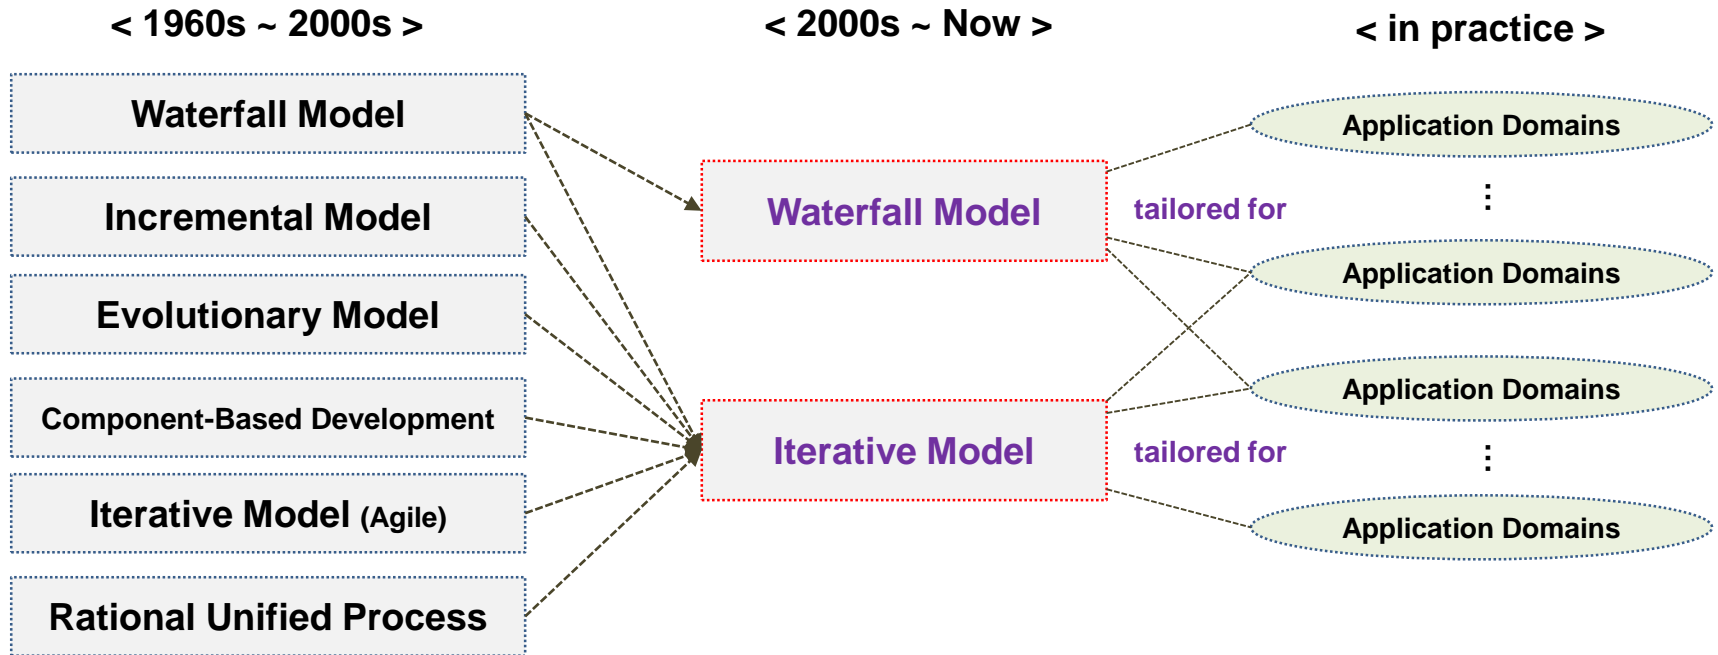 < 1960s ~ 2000s >
< 2000s ~ Now >
< in practice >
Waterfall Model
Incremental Model
Evolutionary Model
Component-Based Development
Iterative Model (Agile)
Rational Unified Process
Waterfall Model
Iterative Model
tailored for
tailored for
Application Domains
⋮
Application Domains
Application Domains
⋮
Application Domains